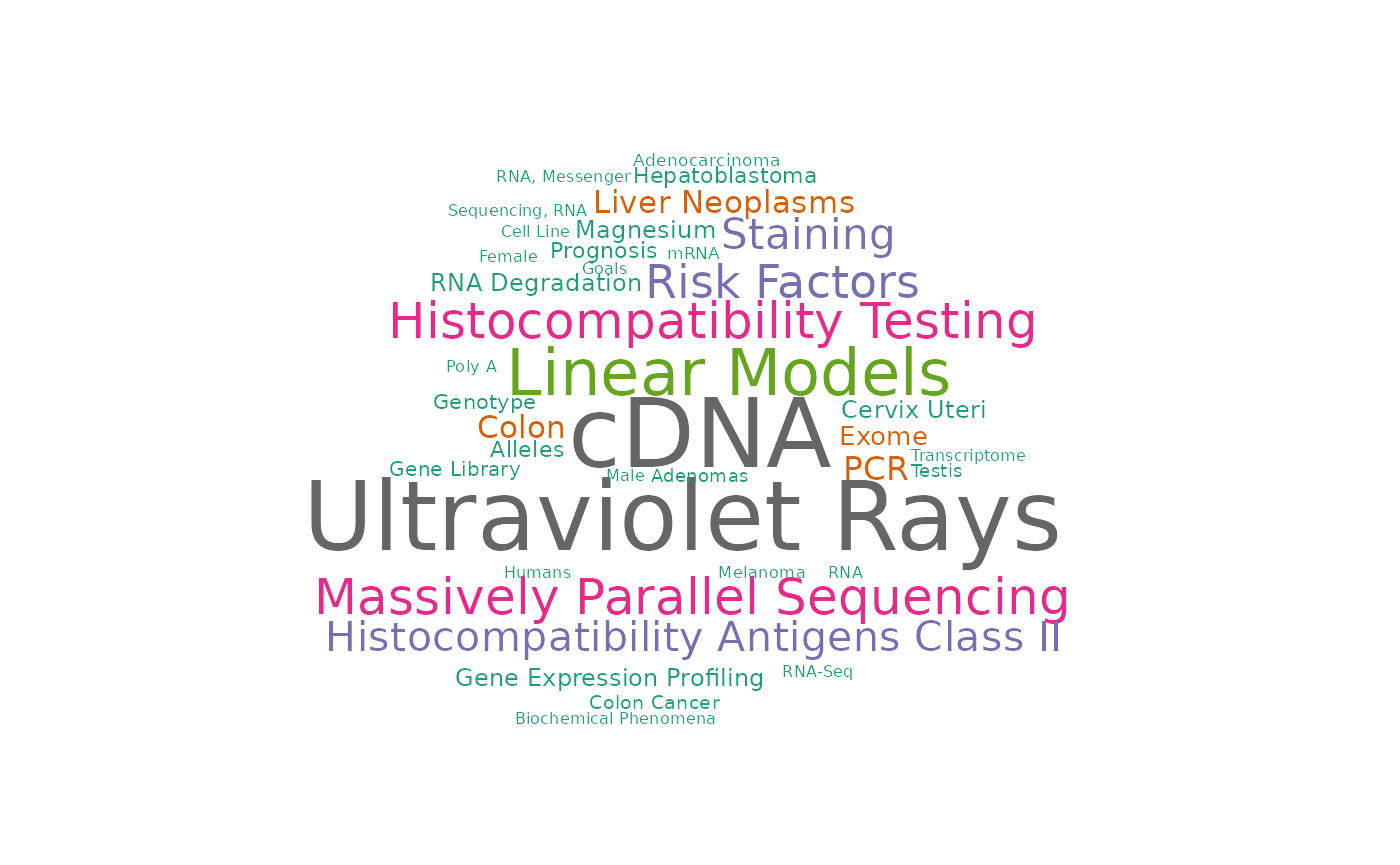 Adenocarcinoma
RNA, Messenger Hepatoblastoma
Liver Neoplasms
Sequencing, RNA
Cell Line Magnesium Staining
Prognosis mRNA
Female
Goals
RNA Degradation Risk Factors
Histocompatibility Testing
Poly A Linear Models
Genotype cDNA Cervix Uteri
Colon Exome
Alleles Transcriptome
Gene Library PCR Testis
Male Adenomas
Ultraviolet Rays
Humans Melanoma RNA
Massively Parallel Sequencing
Histocompatibility Antigens Class II
Gene Expression Profiling RNA-Seq
Colon Cancer
Biochemical Phenomena